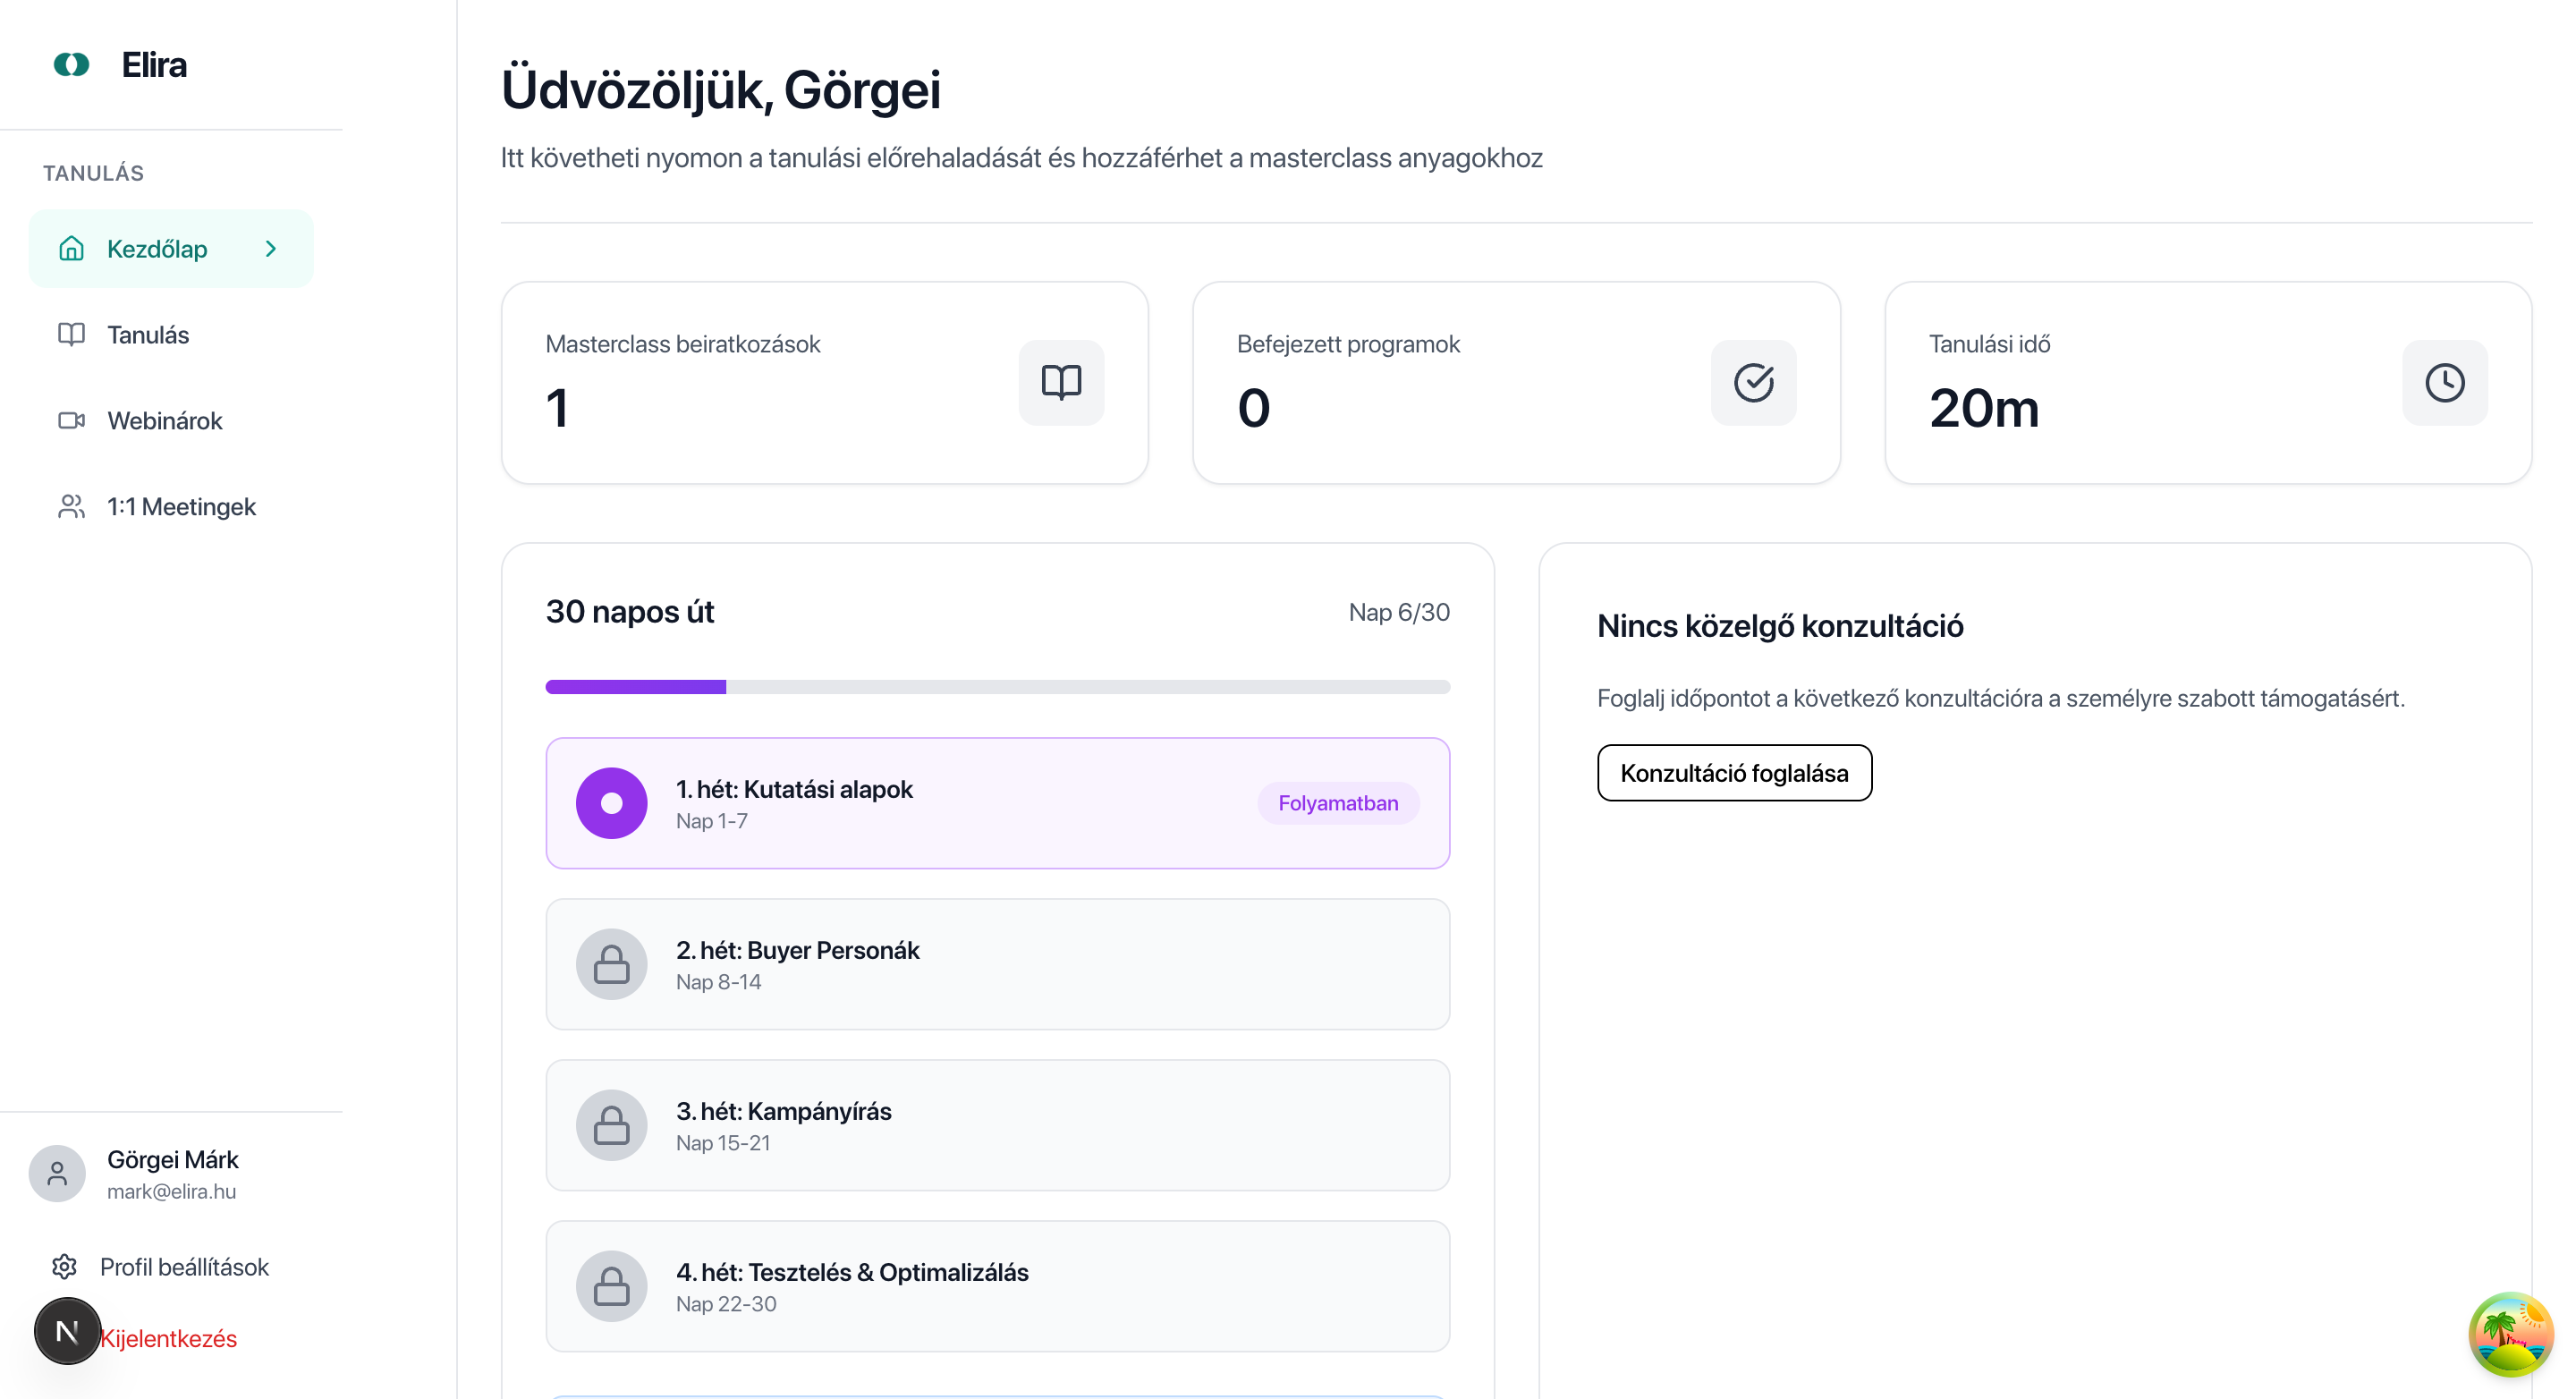 Elira
TANULÁS
Kezdőlap
Tanulás
Webinárok
1:1 Meetingek
Görgei Márk
mark@elira.hu
Profil beállítások
N
Kijelentkezés
Üdvözöljük, Görgei
Itt követheti nyomon a tanulási előrehaladását és hozzáférhet a masterclass anyagokhoz
Masterclass beiratkozások
1
Befejezett programok
0
Tanulási idő
20m
30 napos út
Nap 6/30
1. hét: Kutatási alapok
Nap 1-7
Folyamatban
2. hét: Buyer Personák
Nap 8-14
3. hét: Kampányírás
Nap 15-21
4. hét: Tesztelés & Optimalizálás
Nap 22-30
Nincs közelgő konzultáció
Foglalj időpontot a következő konzultációra a személyre szabott támogatásért.
Konzultáció foglalása